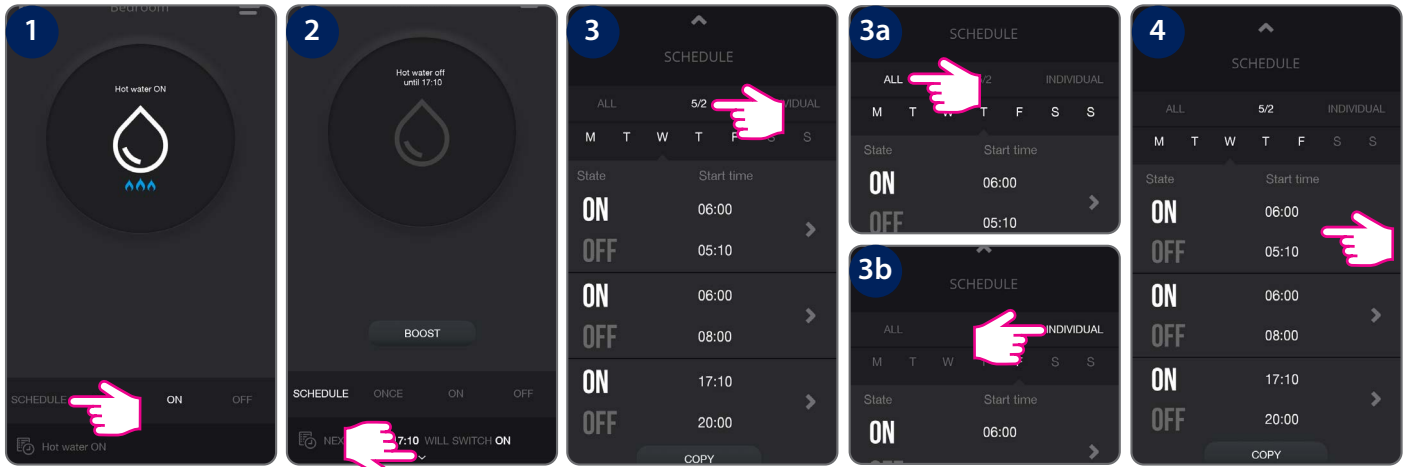 1
Bedroom
Hot water ON
SCHEDULE ON OFF
Hot water ON
2
Hot water off
until 17:10
BOOST
SCHEDULE ONCE ON OFF
7:10 WILL SWITCH ON
3
SCHEDULE
ALL 5/2
M T W T F S S
State Start time
ON 06:00
OFF 05:10
ON 06:00
OFF 08:00
ON 17:10
OFF 20:00
COPY
3a
SCHEDULE
ALL /2 INDIVIDUAL
M T W T F S S
State Start time
ON 06:00
OFF 05:10
3b
SCHEDULE
ALL INDIVIDUAL
M T W F S S
State Start time
ON 06:00
4
SCHEDULE
ALL 5/2 INDIVIDUAL
M T W T F S S
State Start time
ON 06:00
OFF 05:10
ON 06:00
OFF 08:00
ON 17:10
OFF 20:00
COPY